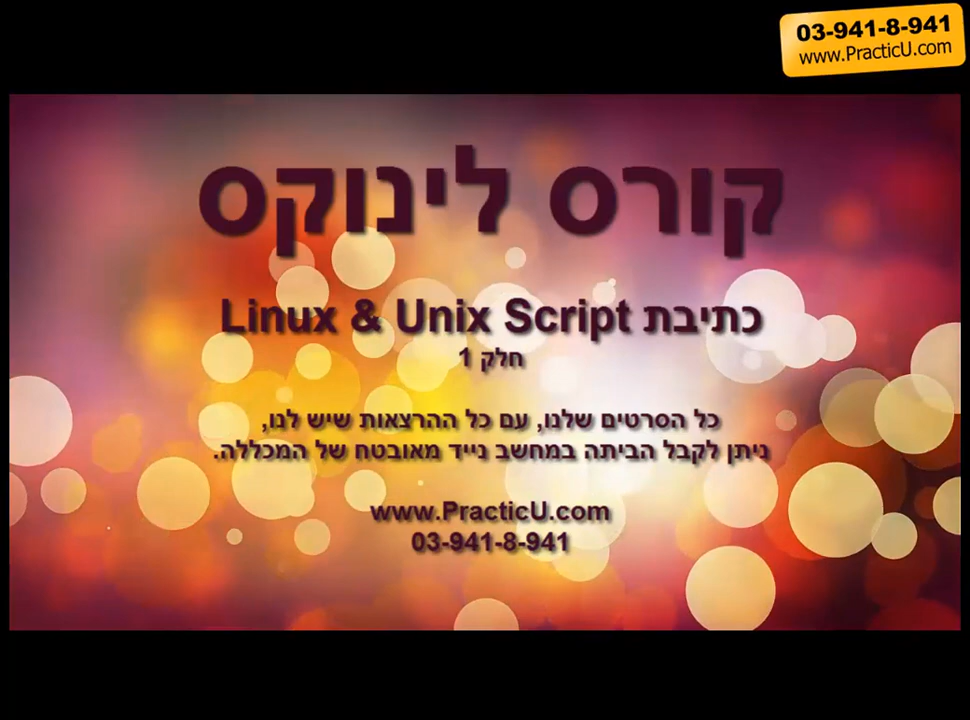 03-941-8-941
www.PracticU.com
קורס לינוקס
כתיבת Linux & Unix Script
חלק 1
כל הסרטים שלנו, עם כל ההרצאות שיש לנו,
ניתן לקבל הביתה במחשב נייד מאובטח של המכללה.
www.PracticU.com
03-941-8-941